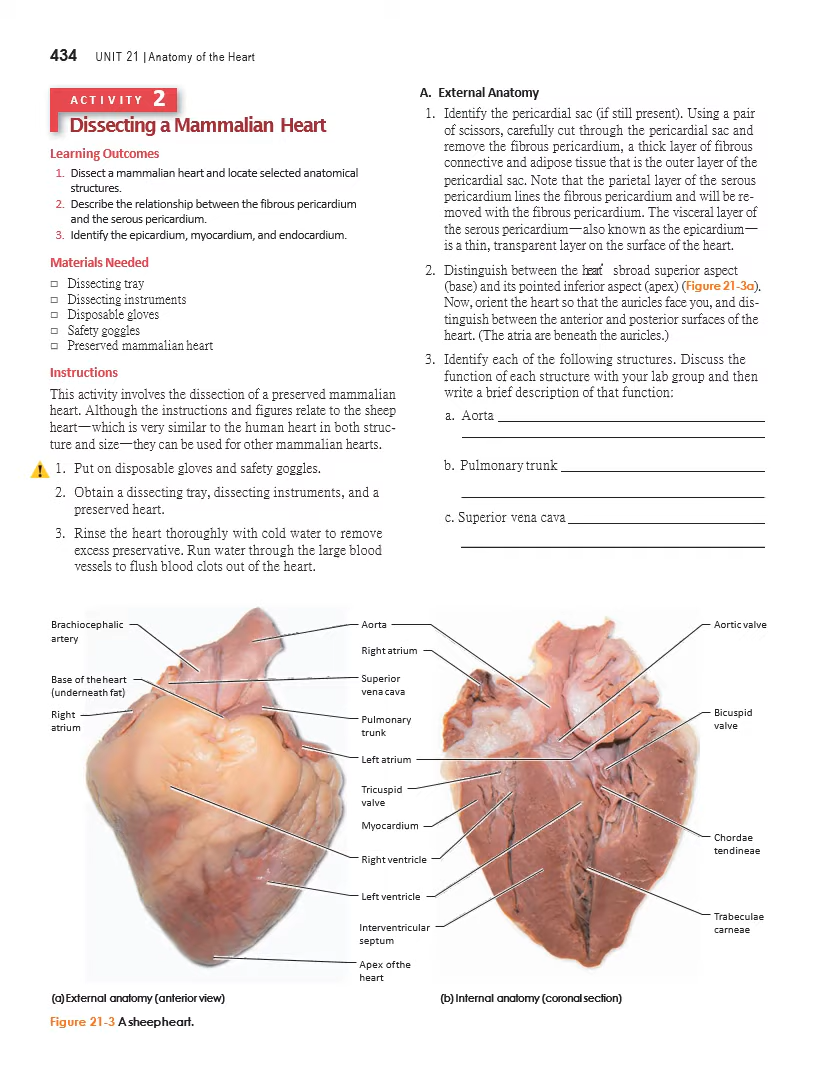 434 UNIT 21 | Anatomy of the Heart
ACTIVITY 2
Dissecting a Mammalian Heart
Learning Outcomes
1. Dissect a mammalian heart and locate selected anatomical
structures.
2. Describe the relationship between the fibrous pericardium
and the serous pericardium.
3. Identify the epicardium, myocardium, and endocardium.
Materials Needed
□ Dissecting tray
□ Dissecting instruments
□ Disposable gloves
□ Safety goggles
□ Preserved mammalian heart
Instructions
This activity involves the dissection of a preserved mammalian
heart. Although the instructions and figures relate to the sheep
heart—which is very similar to the human heart in both struc-
ture and size—they can be used for other mammalian hearts.
1. Put on disposable gloves and safety goggles.
2. Obtain a dissecting tray, dissecting instruments, and a
preserved heart.
3. Rinse the heart thoroughly with cold water to remove
excess preservative. Run water through the large blood
vessels to flush blood clots out of the heart.
A. External Anatomy
1. Identify the pericardial sac (if still present). Using a pair
of scissors, carefully cut through the pericardial sac and
remove the fibrous pericardium, a thick layer of fibrous
connective and adipose tissue that is the outer layer of the
pericardial sac. Note that the parietal layer of the serous
pericardium lines the fibrous pericardium and will be re-
moved with the fibrous pericardium. The visceral layer of
the serous pericardium—also known as the epicardium—
is a thin, transparent layer on the surface of the heart.
2. Distinguish between the heart' sbroad superior aspect
(base) and its pointed inferior aspect (apex) (Figure 21-3a).
Now, orient the heart so that the auricles face you, and dis-
tinguish between the anterior and posterior surfaces of the
heart. (The atria are beneath the auricles.)
3. Identify each of the following structures. Discuss the
function of each structure with your lab group and then
write a brief description of that function:
a. Aorta
b. Pulmonary trunk
c. Superior vena cava
Brachiocephalic
artery
Base of the heart
(underneath fat)
Right
atrium
Aorta
Right atrium
Superior
vena cava
Pulmonary
trunk
Left atrium
Tricuspid
valve
Myocardium
Right ventricle
Left ventricle
Interventricular
septum
Apex of the
heart
Aortic valve
Bicuspid
valve
Chordae
tendineae
Trabeculae
carneae
(a) External anatomy (anterior view)
(b) Internal anatomy (coronal section)
Figure 21-3 A sheep heart.